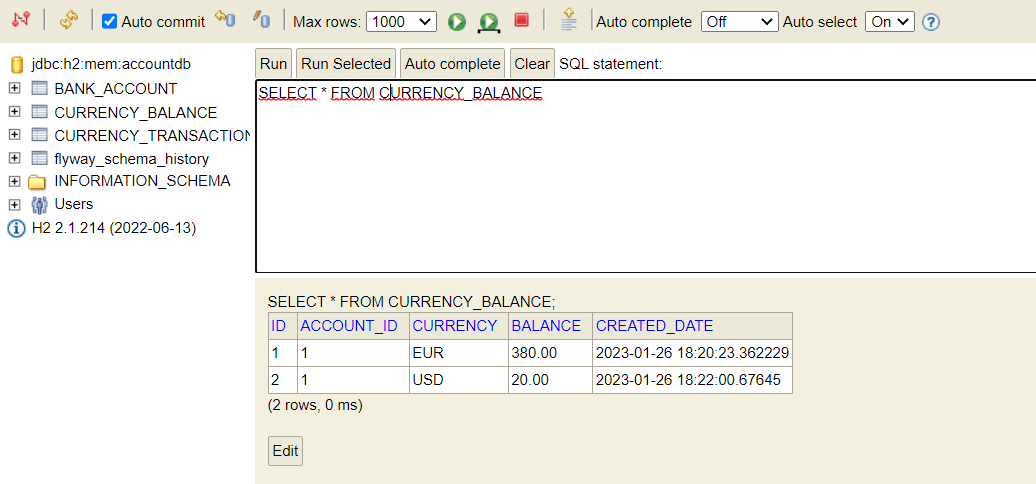 Auto commit Max rows: 1000 Auto complete Off Auto select On ?
jdbc:h2:mem:accountdb
BANK_ACCOUNT
CURRENCY_BALANCE
CURRENCY_TRANSACTION
flyway_schema_history
INFORMATION_SCHEMA
Users
H2 2.1.214 (2022-06-13)
Run Run Selected Auto complete Clear SQL statement:
SELECT * FROM CURRENCY_BALANCE
SELECT * FROM CURRENCY_BALANCE;
ID ACCOUNT_ID CURRENCY BALANCE CREATED_DATE
1 1 EUR 380.00 2023-01-26 18:20:23.362229
2 1 USD 20.00 2023-01-26 18:22:00.67645
(2 rows, 0 ms)
Edit